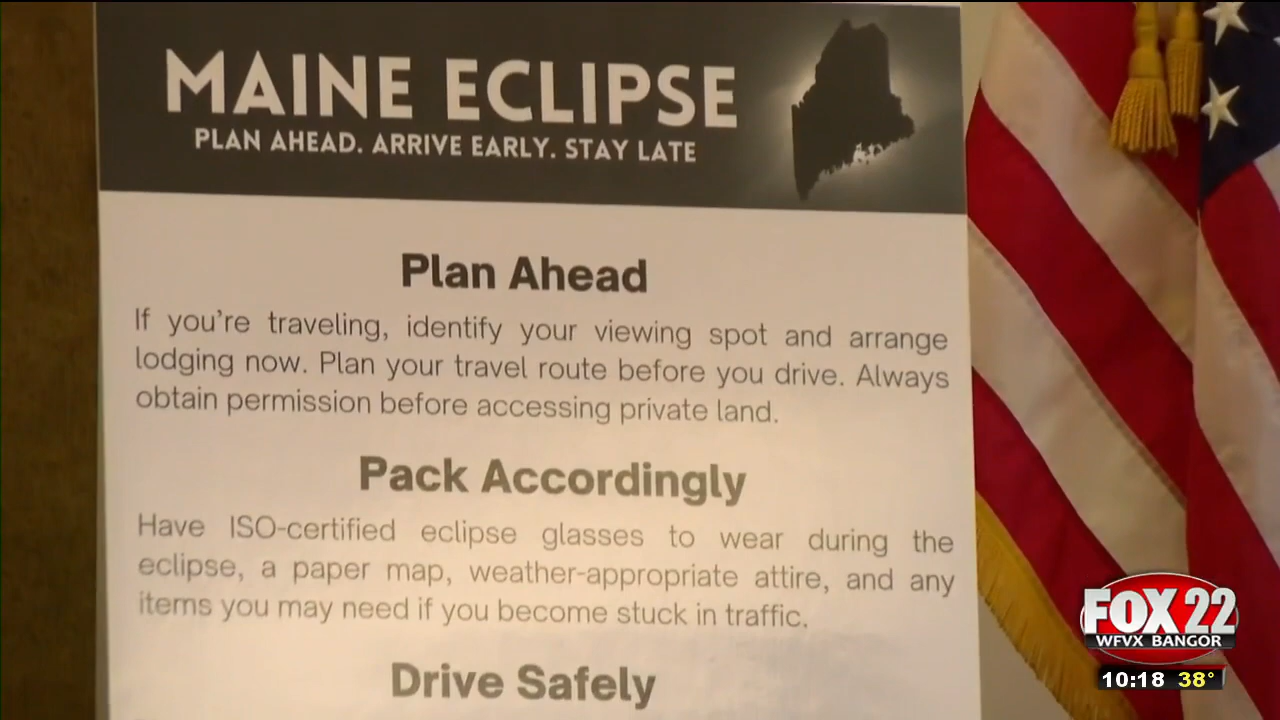 MAINE ECLIPSE
PLAN AHEAD. ARRIVE EARLY. STAY LATE
Plan Ahead
If you're traveling, identify your viewing spot and arrange
lodging now. Plan your travel route before you drive. Always
obtain permission before accessing private land.
Pack Accordingly
Have ISO-certified eclipse glasses to wear during the
eclipse, a paper map, weather-appropriate attire, and any
items you may need if you become stuck in traffic.
Drive Safely
FOX 22
WFVX BANGOR
10:18 38°